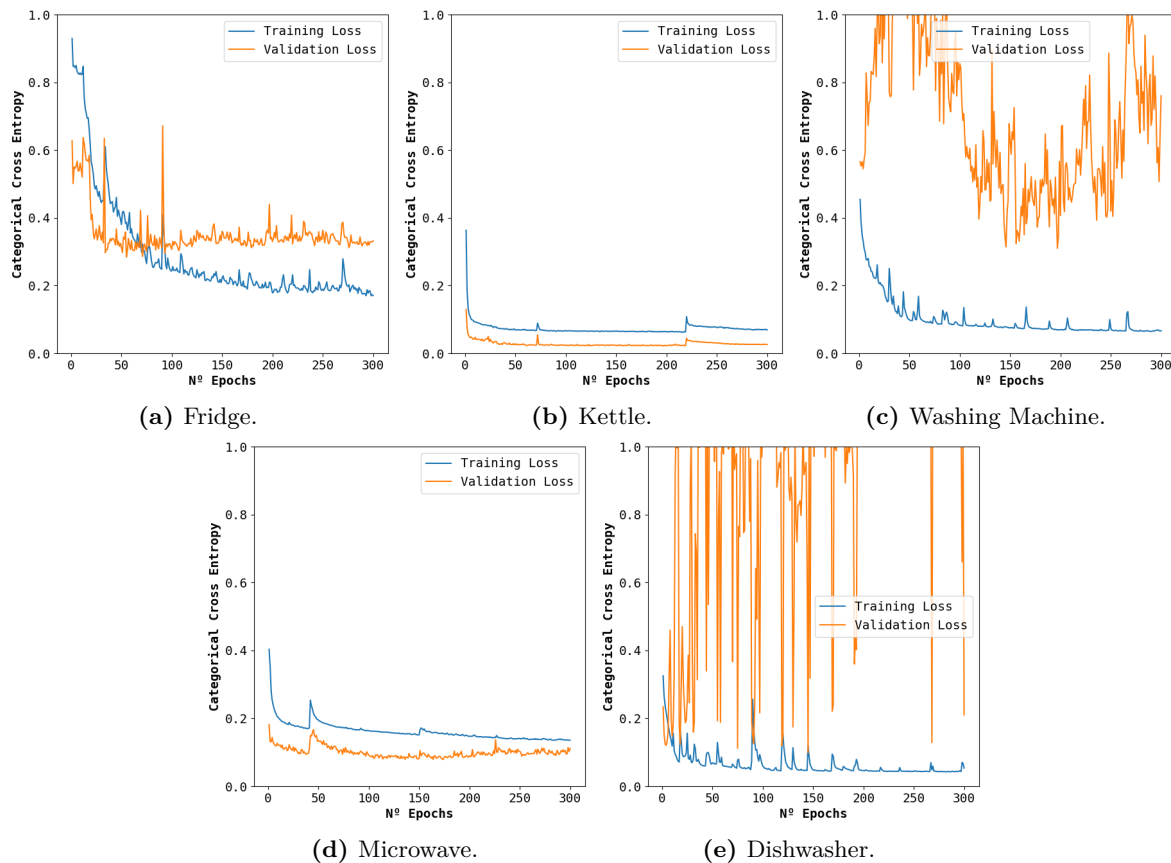 1.0
0.8
0.6
0.4
0.2
0.0
Categorical Cross Entropy
Training Loss
Validation Loss
0 50 100 150 200 250 300
Nº Epochs
(a) Fridge.
1.0
0.8
0.6
0.4
0.2
0.0
Categorical Cross Entropy
Training Loss
Validation Loss
0 50 100 150 200 250 300
Nº Epochs
(b) Kettle.
1.0
0.8
0.6
0.4
0.2
0.0
Categorical Cross Entropy
Training Loss
Validation Loss
0 50 100 150 200 250 300
Nº Epochs
(c) Washing Machine.
1.0
0.8
0.6
0.4
0.2
0.0
Categorical Cross Entropy
Training Loss
Validation Loss
0 50 100 150 200 250 300
Nº Epochs
(d) Microwave.
1.0
0.8
0.6
0.4
0.2
0.0
Categorical Cross Entropy
Training Loss
Validation Loss
0 50 100 150 200 250 300
Nº Epochs
(e) Dishwasher.